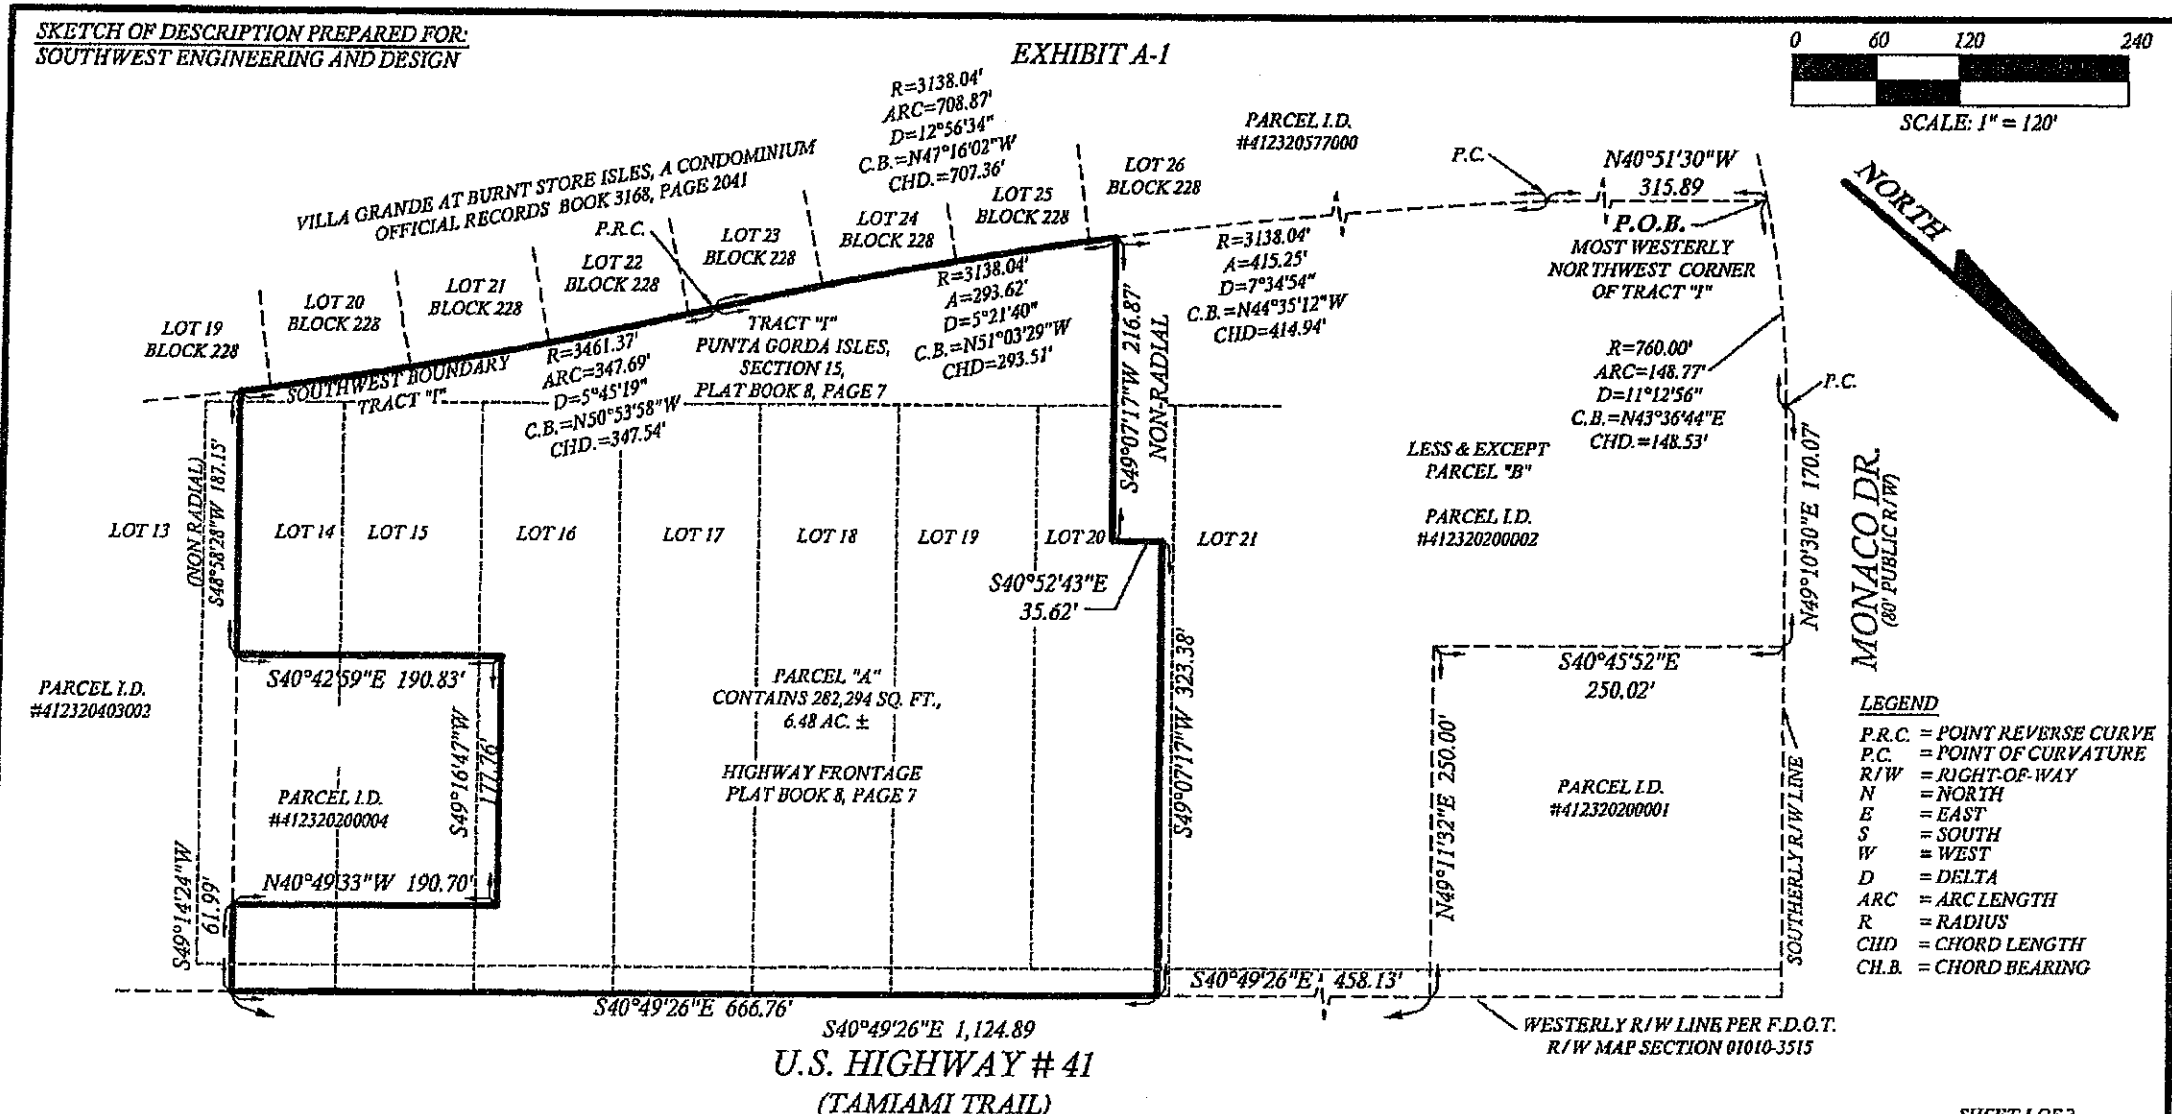 SKETCH OF DESCRIPTION PREPARED FOR:
SOUTHWEST ENGINEERING AND DESIGN
EXHIBIT A-1
0 60 120 240
SCALE: 1" = 120'
NORTH
R=3138.04'
ARC=708.87'
D=12°56'34"
C.B.=N47°16'02"W
CHD.=707.36'
PARCEL I.D.
#412320577000
P.C.
N40°51'30"W
315.89
P.O.B.
MOST WESTERLY
NORTHWEST CORNER
OF TRACT "I"
VILLA GRANDE AT BURNT STORE ISLES, A CONDOMINIUM
OFFICIAL RECORDS BOOK 3168, PAGE 2041
P.R.C.
LOT 19
BLOCK 228
LOT 20
BLOCK 228
LOT 21
BLOCK 228
LOT 22
BLOCK 228
LOT 23
BLOCK 228
LOT 24
BLOCK 228
LOT 25
BLOCK 228
LOT 26
BLOCK 228
SOUTHWEST BOUNDARY
TRACT "I"
R=3461.37'
ARC=347.69'
D=5°45'19"
C.B.=N50°53'58"W
CHD.=347.54'
TRACT "I"
PUNTA GORDA ISLES,
SECTION 15,
PLAT BOOK 8, PAGE 7
R=3138.04'
A=293.62'
D=5°21'40"
C.B.=N51°03'29"W
CHD=293.51'
S49°07'17"W 216.87'
NON-RADIAL
R=3138.04'
A=415.25'
D=7°34'54"
C.B.=N44°35'12"W
CHD=414.94'
R=760.00'
ARC=148.77'
D=11°12'56"
C.B.=N43°36'44"E
CHD.=148.53'
P.C.
LESS & EXCEPT
PARCEL "B"
PARCEL I.D.
#412320200002
N49°10'30"E 170.07'
MONACO DR.
(80' PUBLIC R/W)
(NON RADIAL)
S48°58'28"W 187.15'
LOT 13
LOT 14
LOT 15
LOT 16
LOT 17
LOT 18
LOT 19
LOT 20
LOT 21
S40°52'43"E
35.62'
S40°42'59"E 190.83'
PARCEL I.D.
#412320403002
S49°16'47"W
177.76'
PARCEL "A"
CONTAINS 282,294 SQ. FT.,
6.48 AC. ±
HIGHWAY FRONTAGE
PLAT BOOK 8, PAGE 7
S49°07'17"W 323.38'
S40°45'52"E
250.02'
N49°11'32"E 250.00'
PARCEL I.D.
#412320200001
SOUTHERLY R/W LINE
PARCEL I.D.
#412320200004
N40°49'33"W 190.70'
S49°14'24"W
61.99'
LEGEND
P.R.C. = POINT REVERSE CURVE
P.C. = POINT OF CURVATURE
R/W = RIGHT-OF-WAY
N = NORTH
E = EAST
S = SOUTH
W = WEST
D = DELTA
ARC = ARC LENGTH
R = RADIUS
CHD = CHORD LENGTH
CH.B. = CHORD BEARING
S40°49'26"E 666.76'
S40°49'26"E 458.13'
S40°49'26"E 1,124.89
WESTERLY R/W LINE PER F.D.O.T.
R/W MAP SECTION 01010-3515
U.S. HIGHWAY # 41
(TAMIAMI TRAIL)